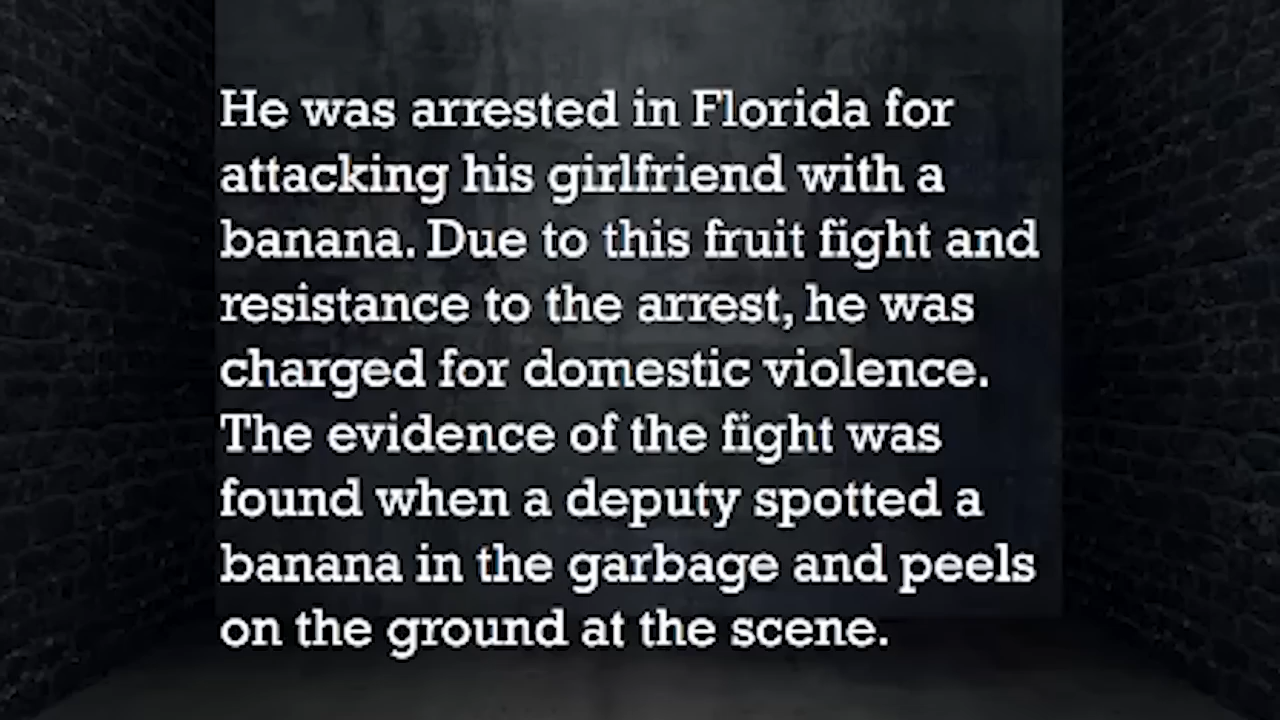 He was arrested in Florida for
attacking his girlfriend with a
banana. Due to this fruit fight and
resistance to the arrest, he was
charged for domestic violence.
The evidence of the fight was
found when a deputy spotted a
banana in the garbage and peels
on the ground at the scene.